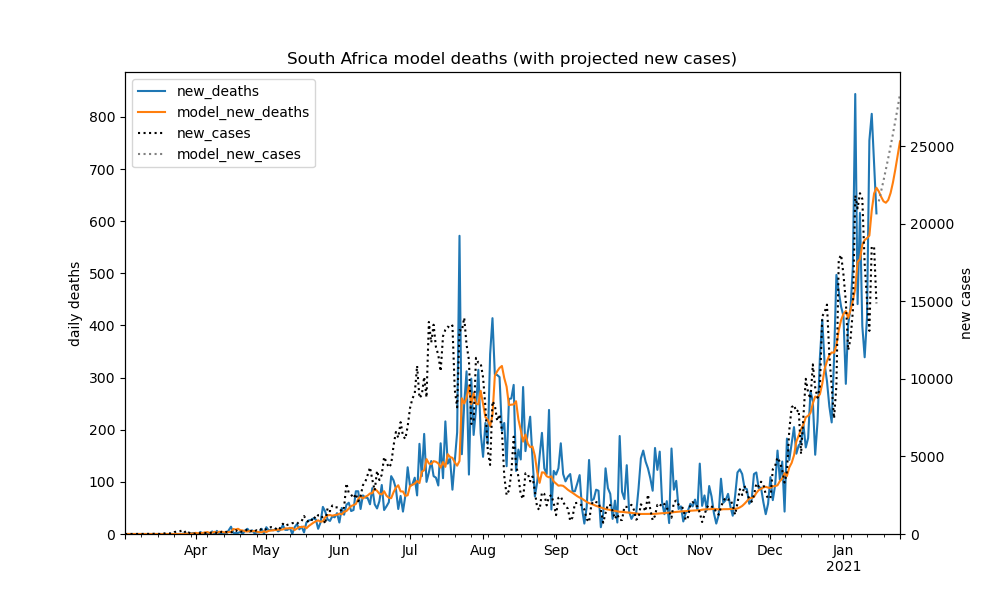 South Africa model deaths (with projected new cases)
new_deaths
model_new_deaths
new_cases
model_new_cases
daily deaths
0
100
200
300
400
500
600
700
800
new cases
0
5000
10000
15000
20000
25000
Apr May Jun Jul Aug Sep Oct Nov Dec Jan
2021